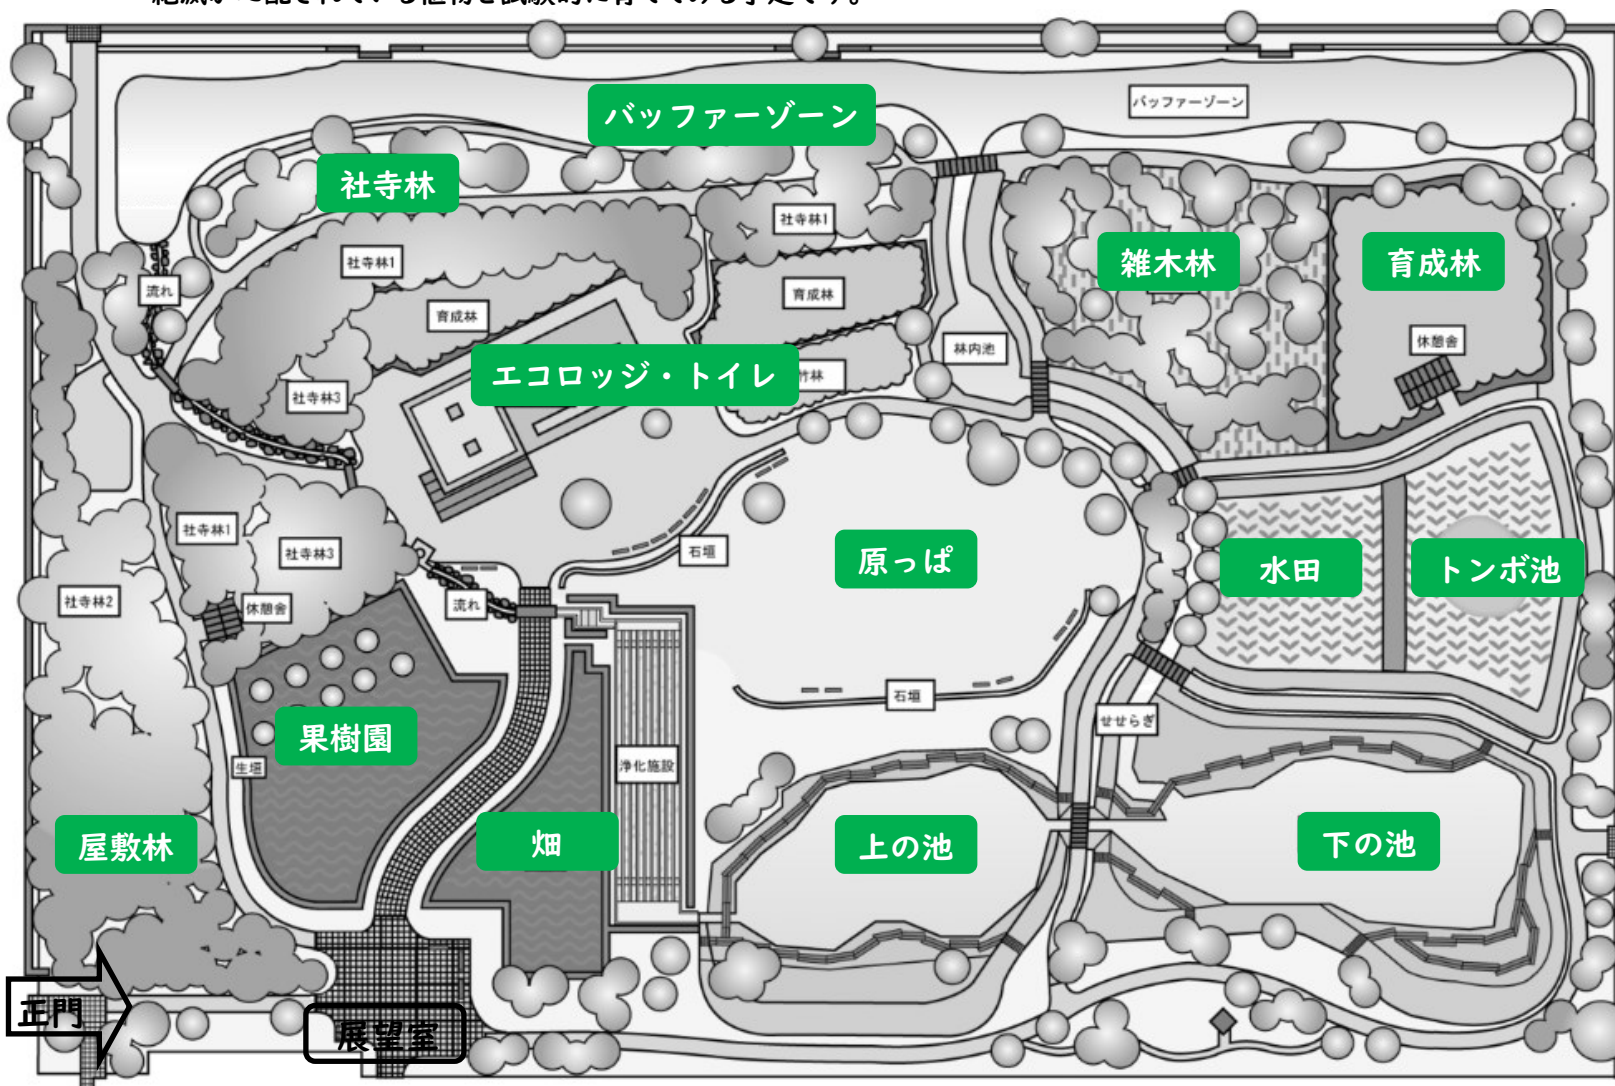 バッファーゾーン
バッファーゾーン
社寺林
社寺林1
社寺林1
雑木林
育成林
流れ
育成林
育成林
休憩舎
林内池
エコロッジ・トイレ
竹林
社寺林3
社寺林1
社寺林3
石垣
原っぱ
水田
トンボ池
社寺林2
休憩舎
流れ
石垣
せせらぎ
果樹園
生垣
浄化施設
屋敷林
畑
上の池
下の池
正門
展望室